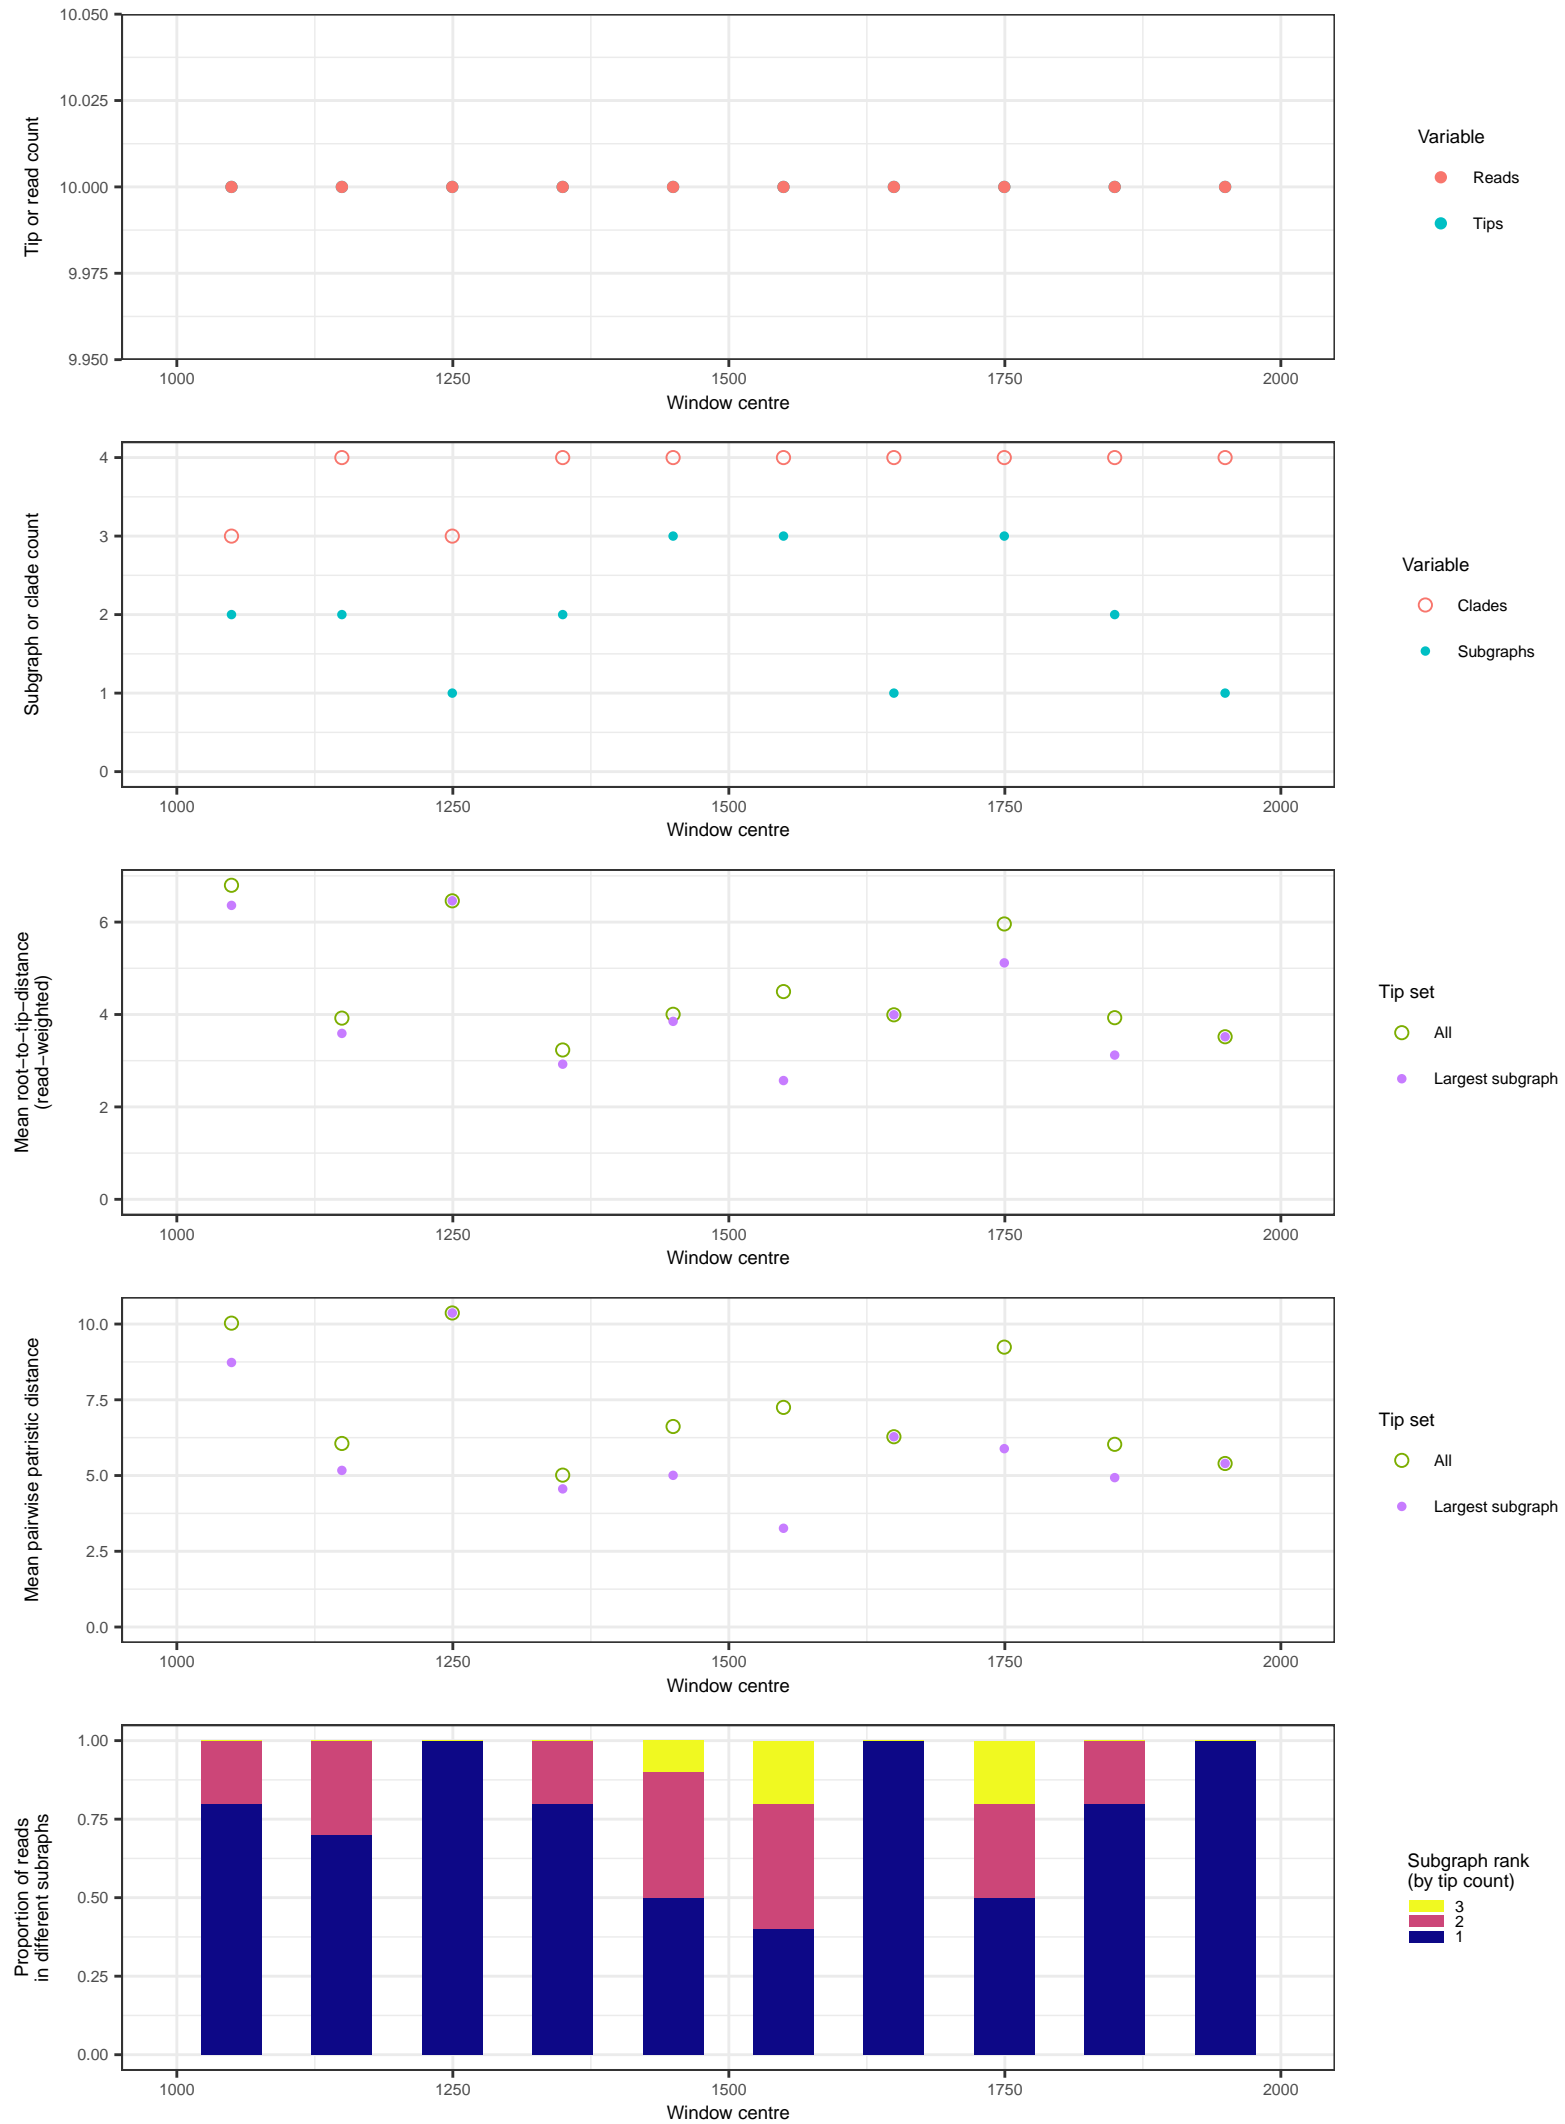 10.050
10.025
10.000
9.975
9.950
Tip or read count
1000 1250 1500 1750 2000
Window centre
Variable
Reads
Tips
4
3
2
1
0
Subgraph or clade count
1000 1250 1500 1750 2000
Window centre
Variable
Clades
Subgraphs
6
4
2
0
Mean root−to−tip−distance
(read−weighted)
1000 1250 1500 1750 2000
Window centre
Tip set
All
Largest subgraph
10.0
7.5
5.0
2.5
0.0
Mean pairwise patristic distance
1000 1250 1500 1750 2000
Window centre
Tip set
All
Largest subgraph
1.00
0.75
0.50
0.25
0.00
Proportion of reads
in different subraphs
1000 1250 1500 1750 2000
Window centre
Subgraph rank
(by tip count)
3
2
1